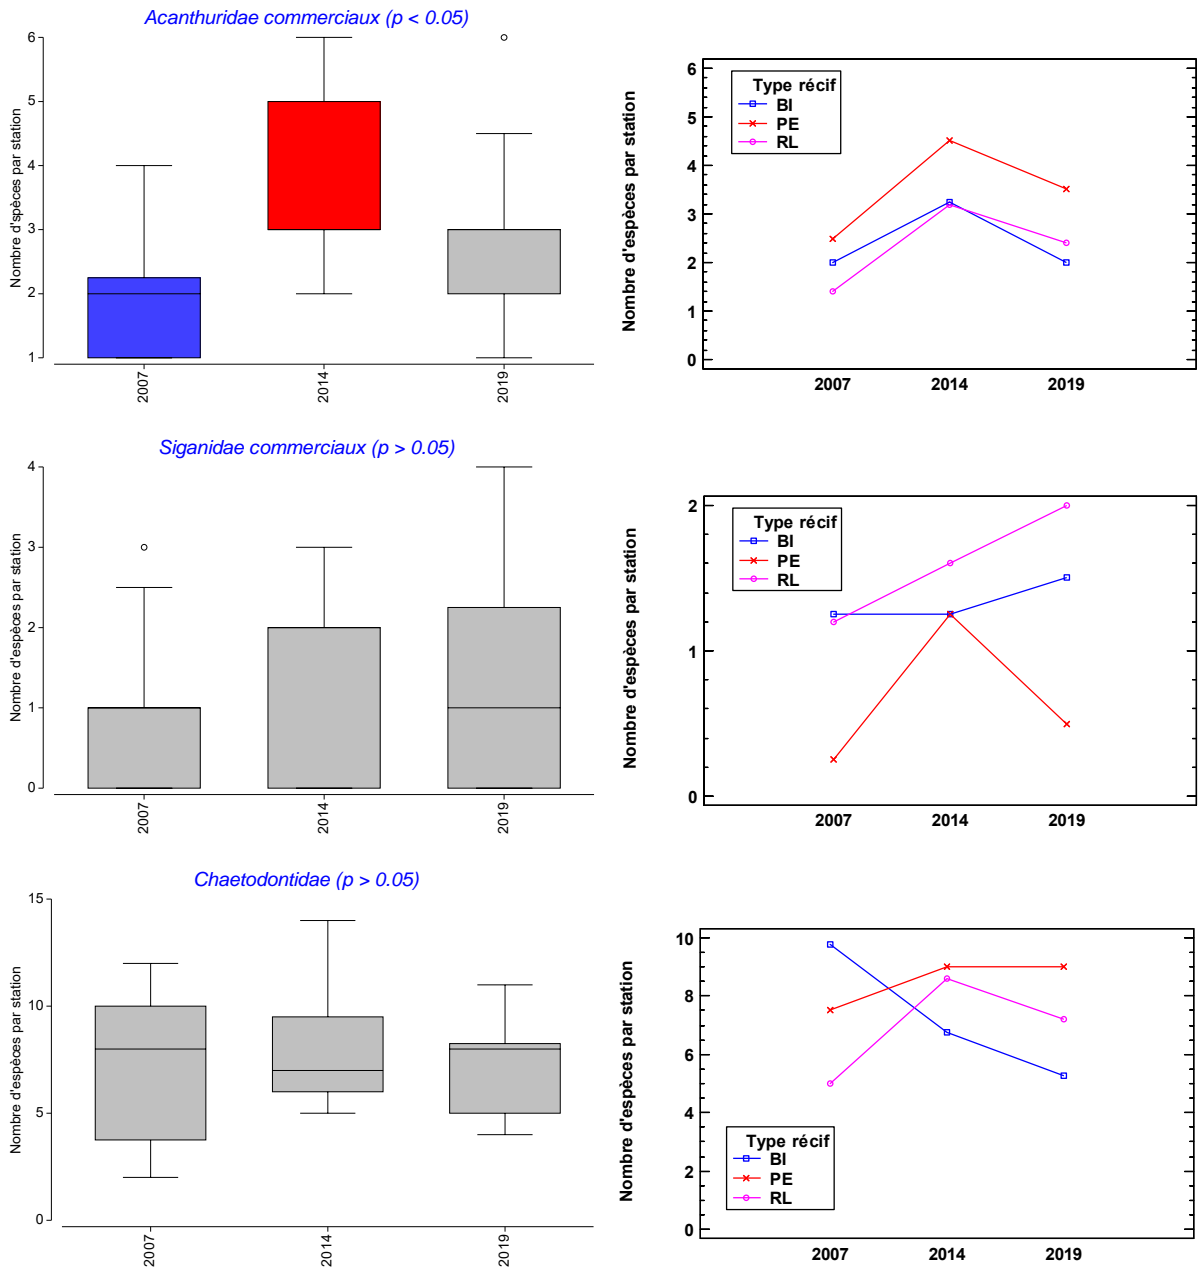 Acanthuridae commerciaux (p < 0.05)
Nombre d'spèces par station
6
5
4
3
2
1
2007
2014
2019
Nombre d'espèces par station
6
5
4
3
2
1
0
Type récif
BI
PE
RL
2007 2014 2019
Siganidae commerciaux (p > 0.05)
Nombre d'espèces par station
4
3
2
1
0
2007
2014
2019
Nombre d'espèces par station
2
1
0
Type récif
BI
PE
RL
2007 2014 2019
Chaetodontidae (p > 0.05)
Nombre d'espèces par station
15
10
5
0
2007
2014
2019
Nombre d'espèces par station
10
8
6
4
2
0
Type récif
BI
PE
RL
2007 2014 2019